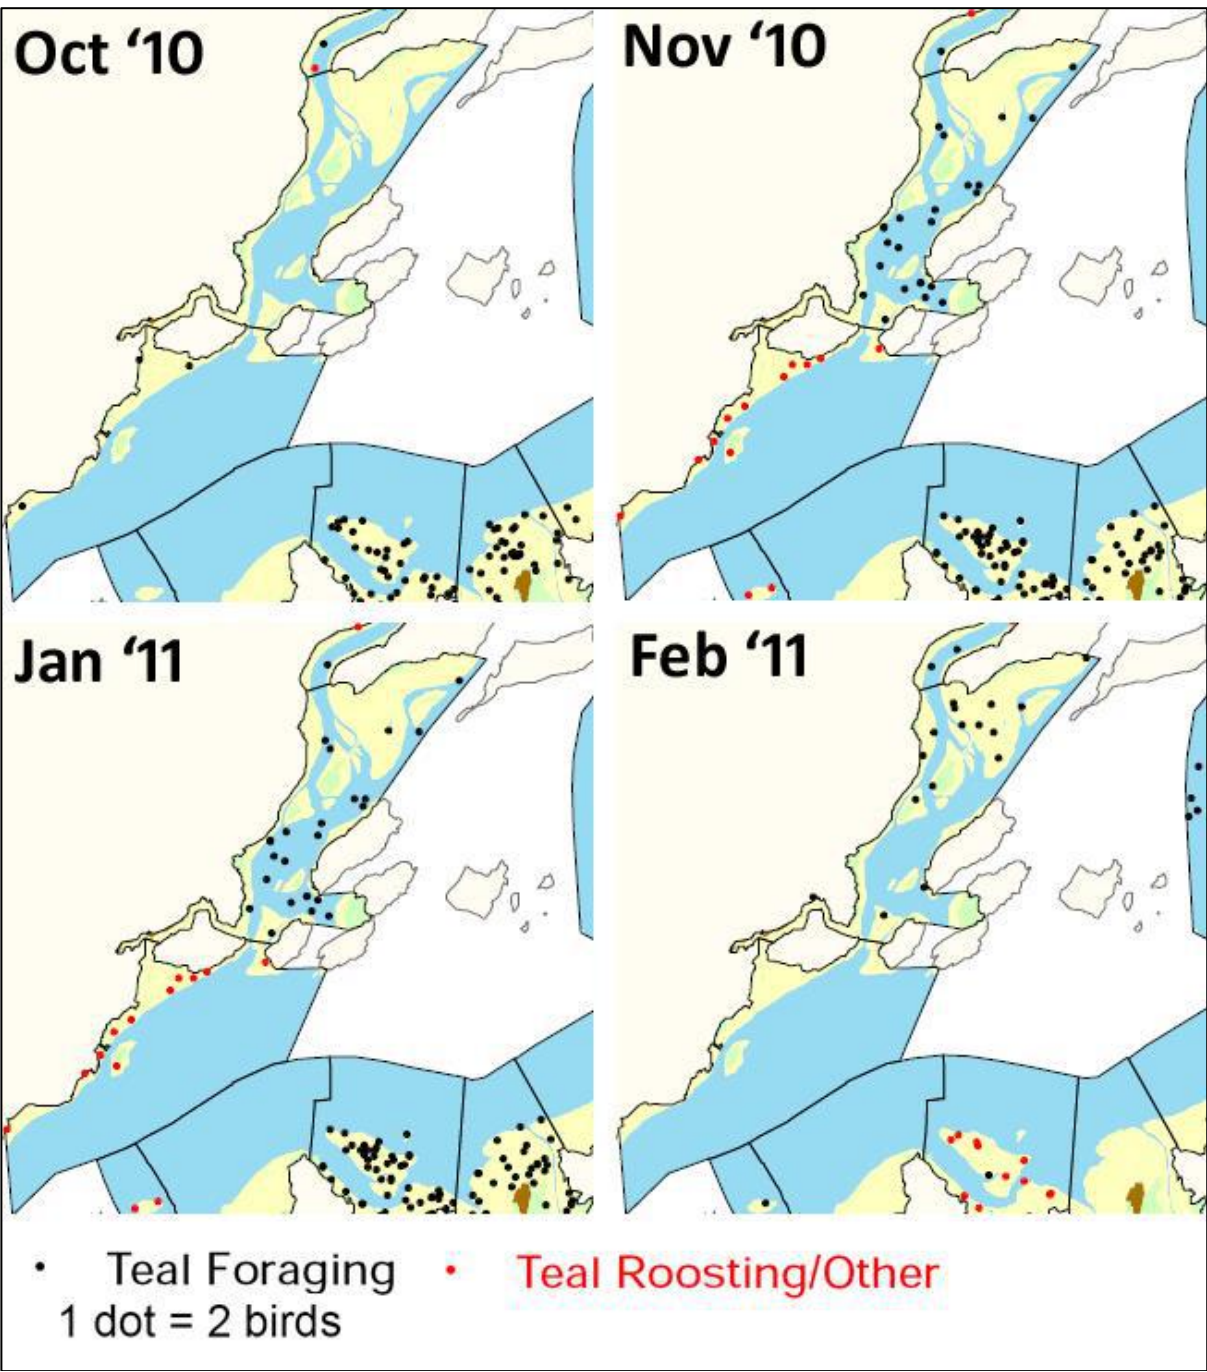 Oct ‘10
Nov ‘10
Jan ‘11
Feb ‘11
Teal Foraging
Teal Roosting/Other
1 dot = 2 birds